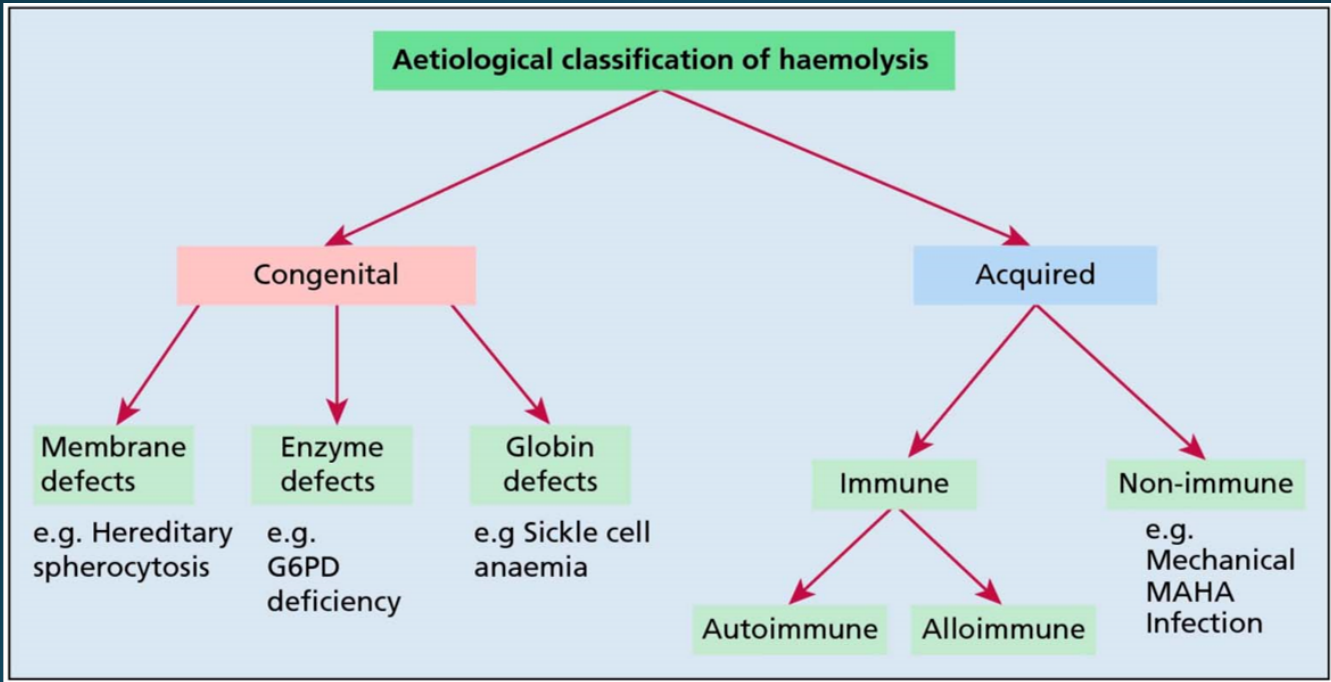 Aetiological classification of haemolysis
Congenital
Acquired
Membrane
defects
e.g. Hereditary
spherocytosis
Enzyme
defects
e.g.
G6PD
deficiency
Globin
defects
e.g Sickle cell
anaemia
Immune
Non-immune
e.g.
Mechanical
MAHA
Infection
Autoimmune
Alloimmune